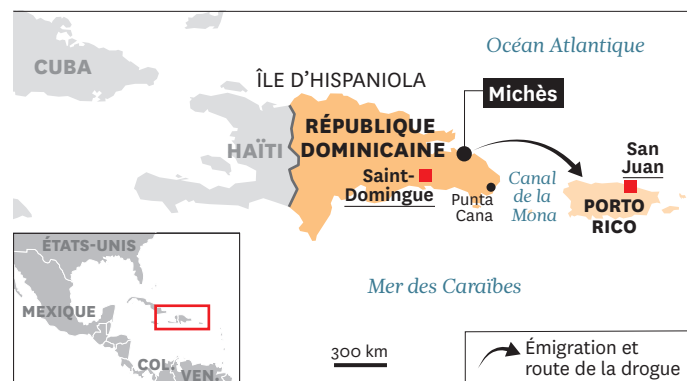 Océan Atlantique
CUBA
ÎLE D'HISPANIOLA
Michès
RÉPUBLIQUE
DOMINICAINE
HAÏTI
San
Juan
Saint-
Domingue
Canal
de la
Mona
Punta
Cana
PORTO
RICO
ÉTATS-UNIS
MEXIQUE
COL.
VEN.
Mer des Caraïbes
300 km
Émigration et
route de la drogue